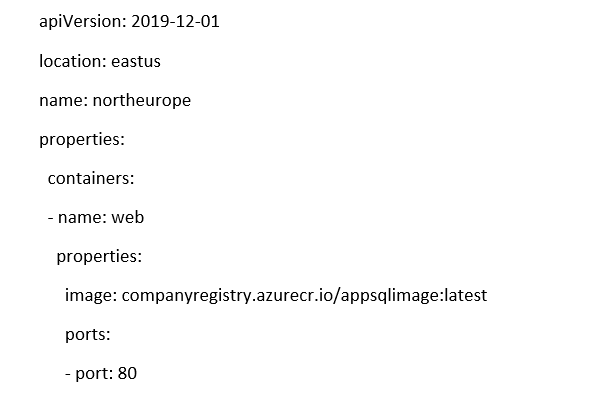 apiVersion: 2019-12-01
location: eastus
name: northeurope
properties:
containers:
- name: web
properties:
image: companyregistry.azurecr.io/appsqlimage:latest
ports:
- port: 80